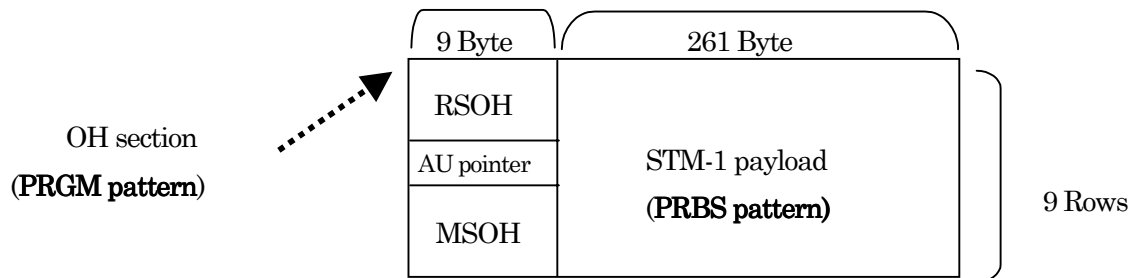 9 Byte
261 Byte
RSOH
OH section
(PRGM pattern)
AU pointer
STM-1 payload
(PRBS pattern)
MSOH
9 Rows